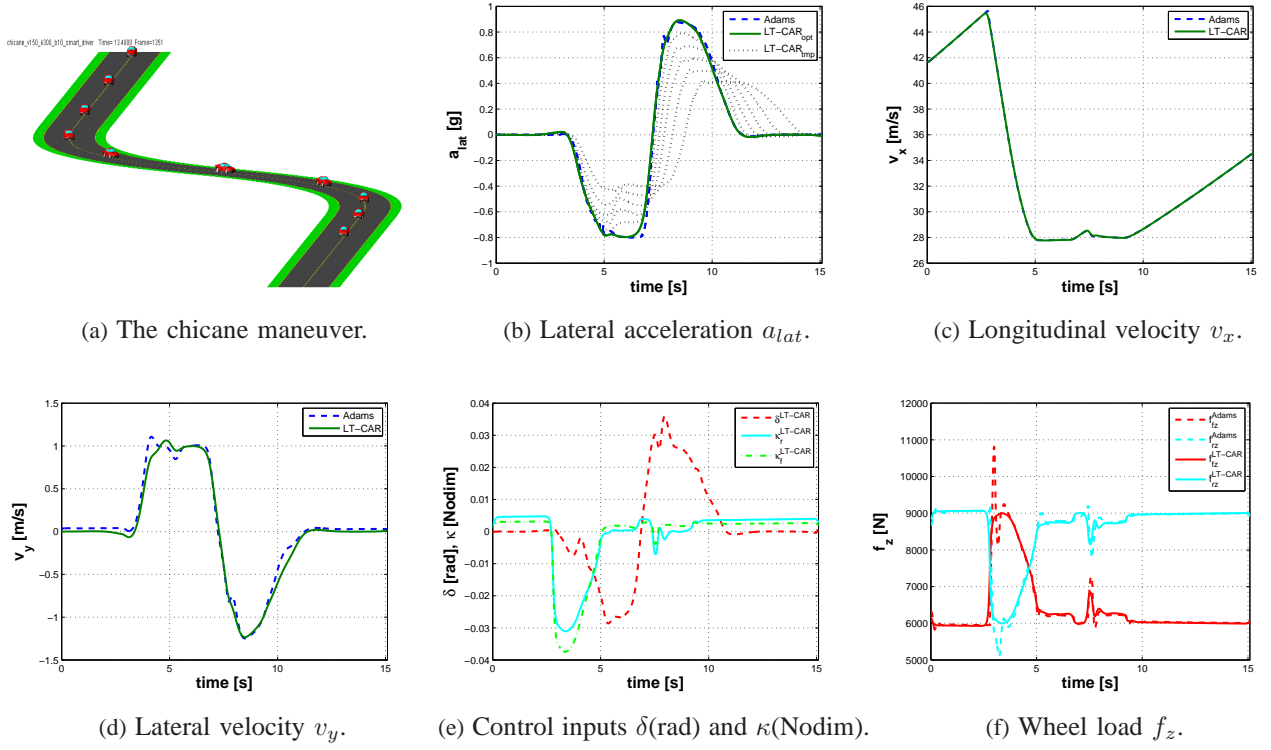 chicane_v150_k300_b10_smart_driver Time=13.4800 Frame=1351
(a) The chicane maneuver.
1
0.8
0.6
0.4
0.2
0
−0.2
−0.4
−0.6
−0.8
−1
a_lat [g]
Adams
LT−CAR_opt
LT−CAR_tmp
0 5 10 15
time [s]
(b) Lateral acceleration a_lat.
46
44
42
40
38
36
34
32
30
28
26
v_x [m/s]
Adams
LT−CAR
0 5 10 15
time [s]
(c) Longitudinal velocity v_x.
1.5
1
0.5
0
−0.5
−1
−1.5
v_y [m/s]
Adams
LT−CAR
0 5 10 15
time [s]
(d) Lateral velocity v_y.
0.04
0.03
0.02
0.01
0
−0.01
−0.02
−0.03
−0.04
δ [rad], κ [Nodim]
δ^LT−CAR
κ_r^LT−CAR
κ_f^LT−CAR
0 5 10 15
time [s]
(e) Control inputs δ(rad) and κ(Nodim).
12000
11000
10000
9000
8000
7000
6000
5000
f_z [N]
f_fz^Adams
f_rz^Adams
f_fz^LT−CAR
f_rz^LT−CAR
0 5 10 15
time [s]
(f) Wheel load f_z.